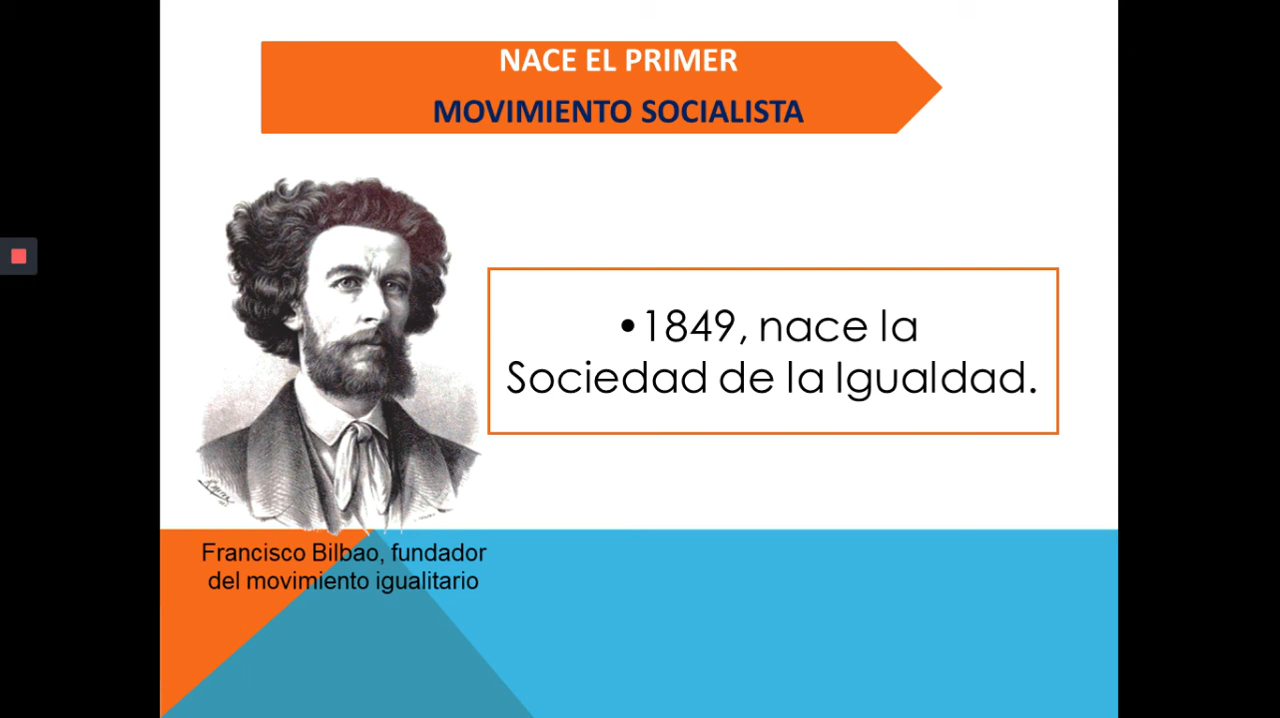 NACE EL PRIMER
MOVIMIENTO SOCIALISTA
•1849, nace la
Sociedad de la Igualdad.
Francisco Bilbao, fundador
del movimiento igualitario